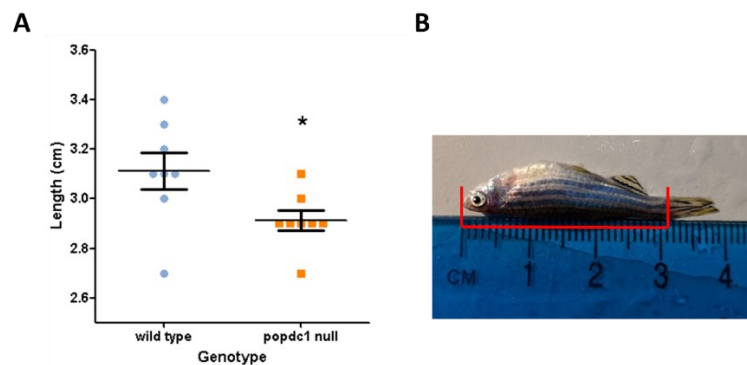 A
B
3.6
3.4
3.2
3.0
2.8
2.6
Length (cm)
*
wild type
popdc1 null
Genotype
CM 1 2 3 4